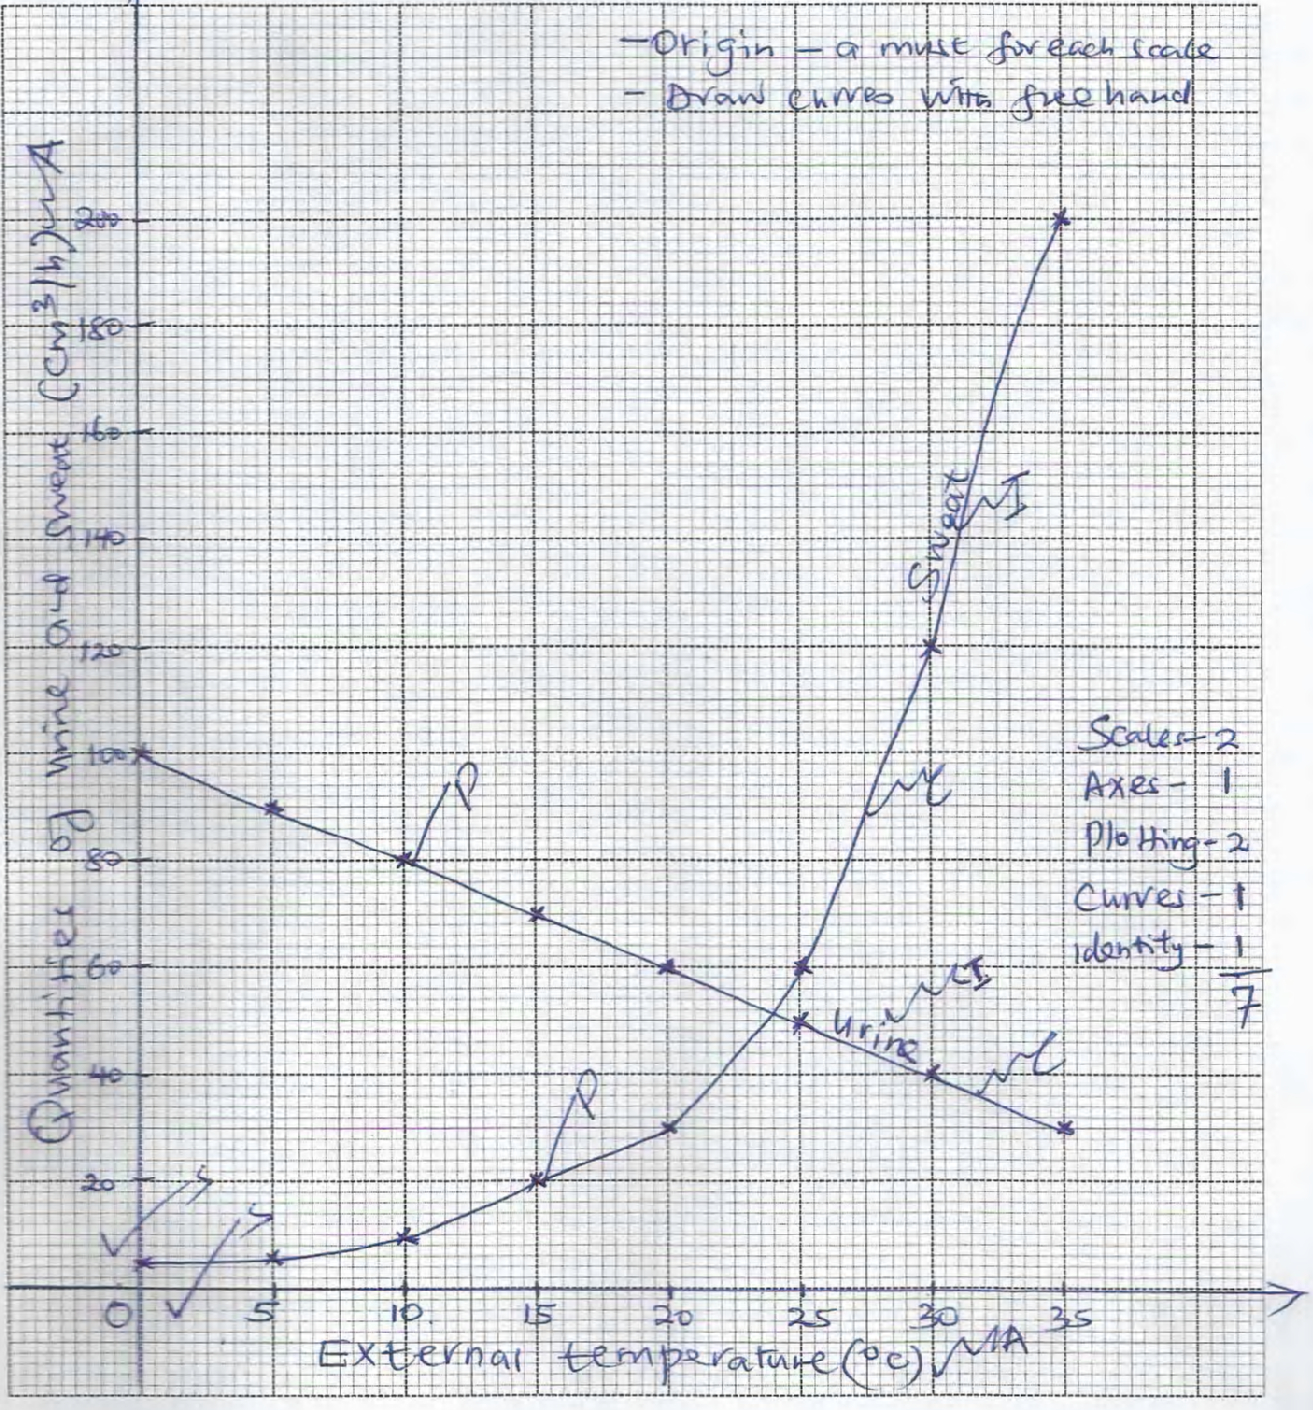 -Origin - a must for each scale
- Draw curves with free hand
Quantities of urine and sweat (cm³/h) A
200
180
160
140
120
100
80
60
40
20
Sweat
I
C
P
P
Urine
I
C
S
S
Scales-2
Axes- 1
Plotting-2
Curves-1
identity-1
7
0 5 10. 15 20 25 30 35
External temperature (°c) A